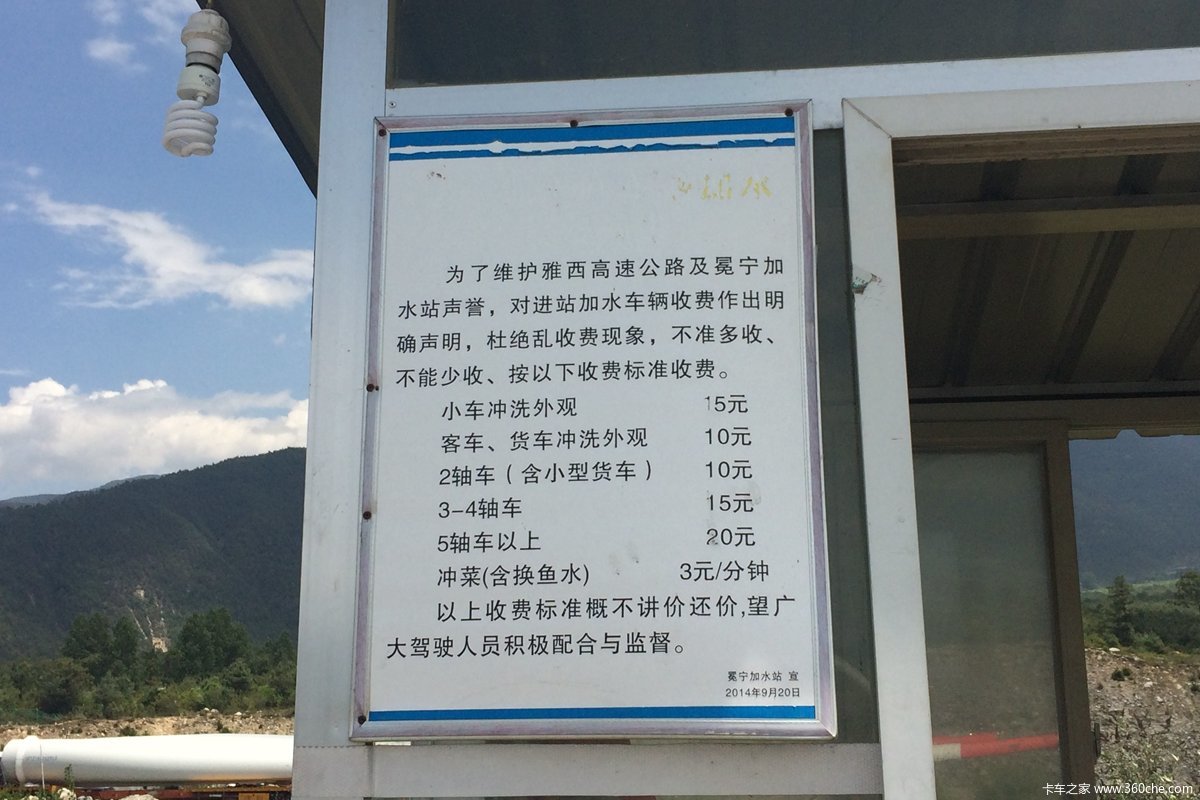 为了维护雅西高速公路及冕宁加
水站声誉，对进站加水车辆收费作出明
确声明，杜绝乱收费现象，不准多收、
不能少收、按以下收费标准收费。
小车冲洗外观 15元
客车、货车冲洗外观 10元
2轴车（含小型货车） 10元
3-4轴车 15元
5轴车以上 20元
冲菜(含换鱼水) 3元/分钟
以上收费标准概不讲价还价,望广
大驾驶人员积极配合与监督。
冕宁加水站 宣
2014年9月20日
卡车之家 www.360che.com